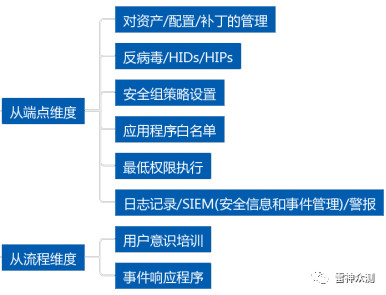 从端点维度
对资产/配置/补丁的管理
反病毒/HIDs/HIPs
安全组策略设置
应用程序白名单
最低权限执行
日志记录/SIEM(安全信息和事件管理)/警报
从流程维度
用户意识培训
事件响应程序
雷神众测